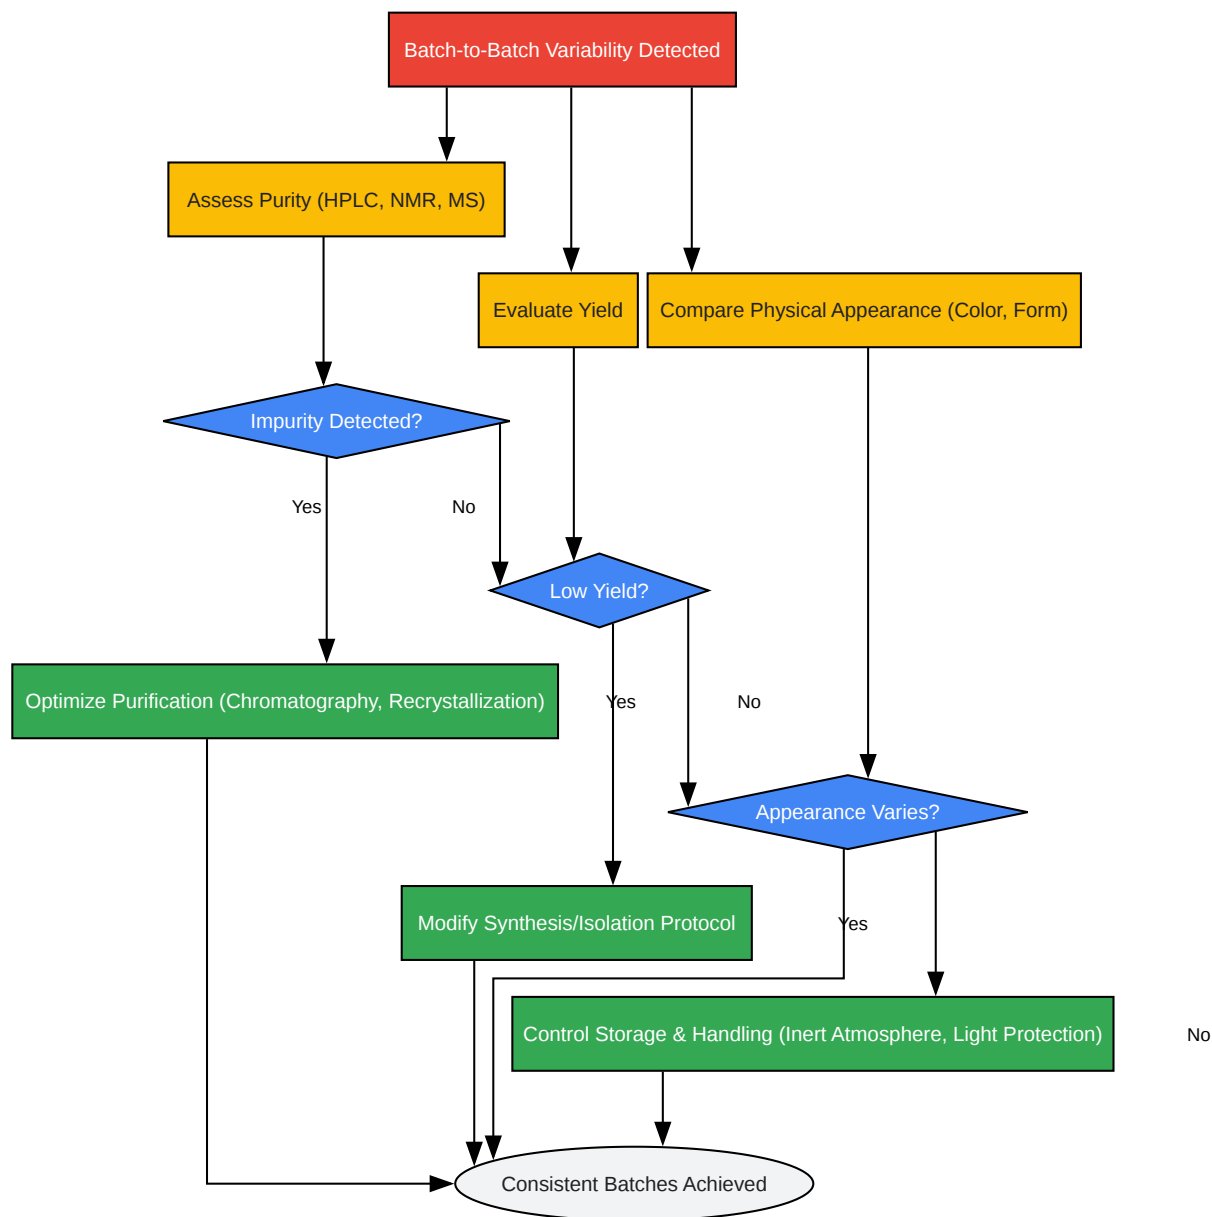 Batch-to-Batch Variability Detected
Assess Purity (HPLC, NMR, MS)
Evaluate Yield
Compare Physical Appearance (Color, Form)
Impurity Detected?
Yes
No
Low Yield?
Optimize Purification (Chromatography, Recrystallization)
Yes
No
Appearance Varies?
Modify Synthesis/Isolation Protocol
Yes
Control Storage & Handling (Inert Atmosphere, Light Protection)
No
Consistent Batches Achieved